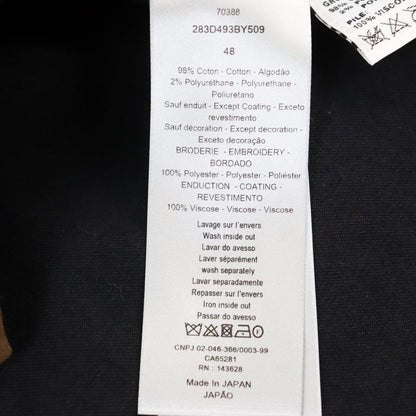 70388
283D493BY509
48
98% Coton - Cotton - Algodão
2% Polyuréthane - Polyurethane -
Poliuretano
Sauf enduit - Except Coating - Exceto
revestimento
Sauf décoration - Except decoration -
Exceto decoração
BRODERIE - EMBROIDERY -
BORDADO
100% Polyester - Polyester - Poliéster
ENDUCTION - COATING -
REVESTIMENTO
100% Viscose - Viscose - Viscose
Lavage sur l'envers
Wash inside out
Lavar do avesso
Laver séparément
wash separately
Lavar separadamente
Repasser sur l'envers
Iron inside out
Passar do avesso
CNPJ 02-046-386/0003-99
CA65281
RN : 143628
Made In JAPAN
JAPÃO
PILE:
100% VISCO